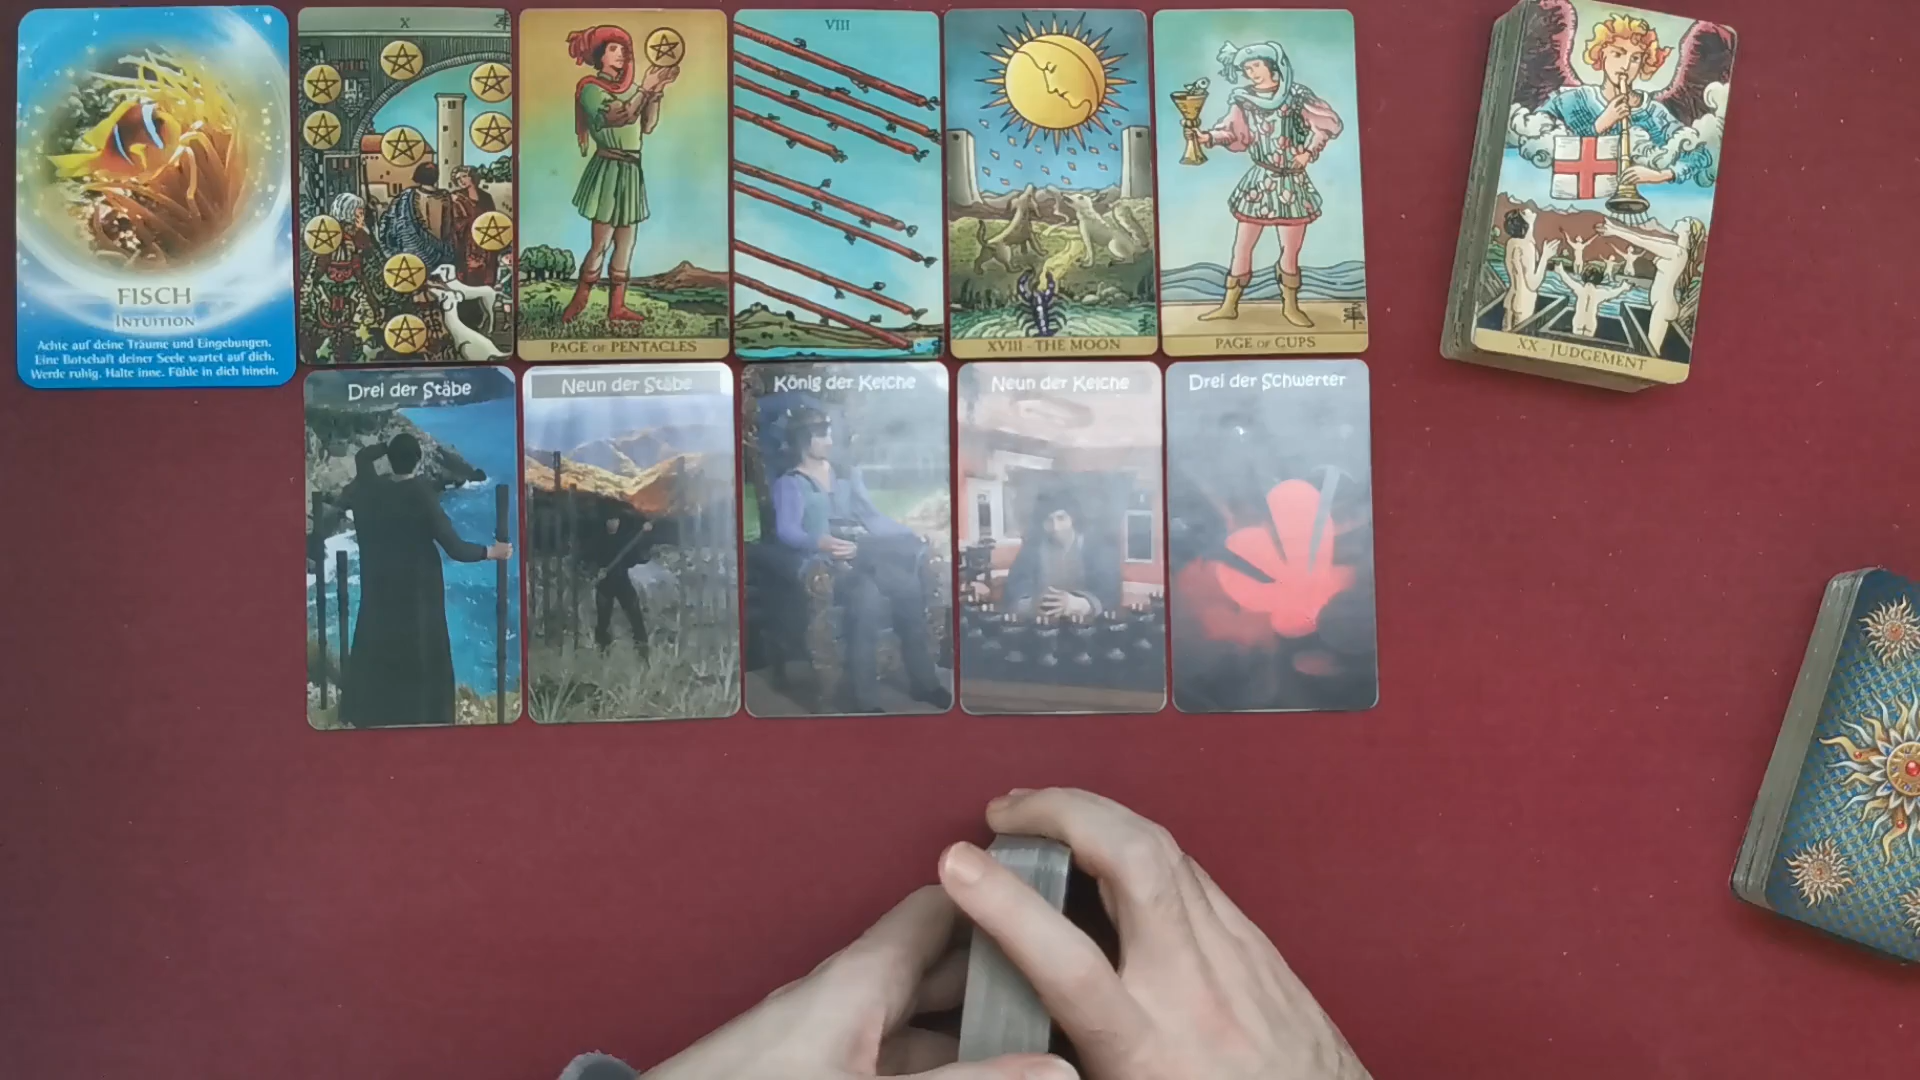 FISCH
INTUITION
Achte auf deine Träume und Eingebungen.
Eine Botschaft deiner Seele wartet auf dich.
Werde ruhig. Halte inne. Fühle in dich hinein.
X
PAGE OF PENTACLES
VIII
XVIII - THE MOON
PAGE OF CUPS
XX - JUDGEMENT
Drei der Stäbe
Neun der Stäbe
König der Kelche
Neun der Kelche
Drei der Schwerter